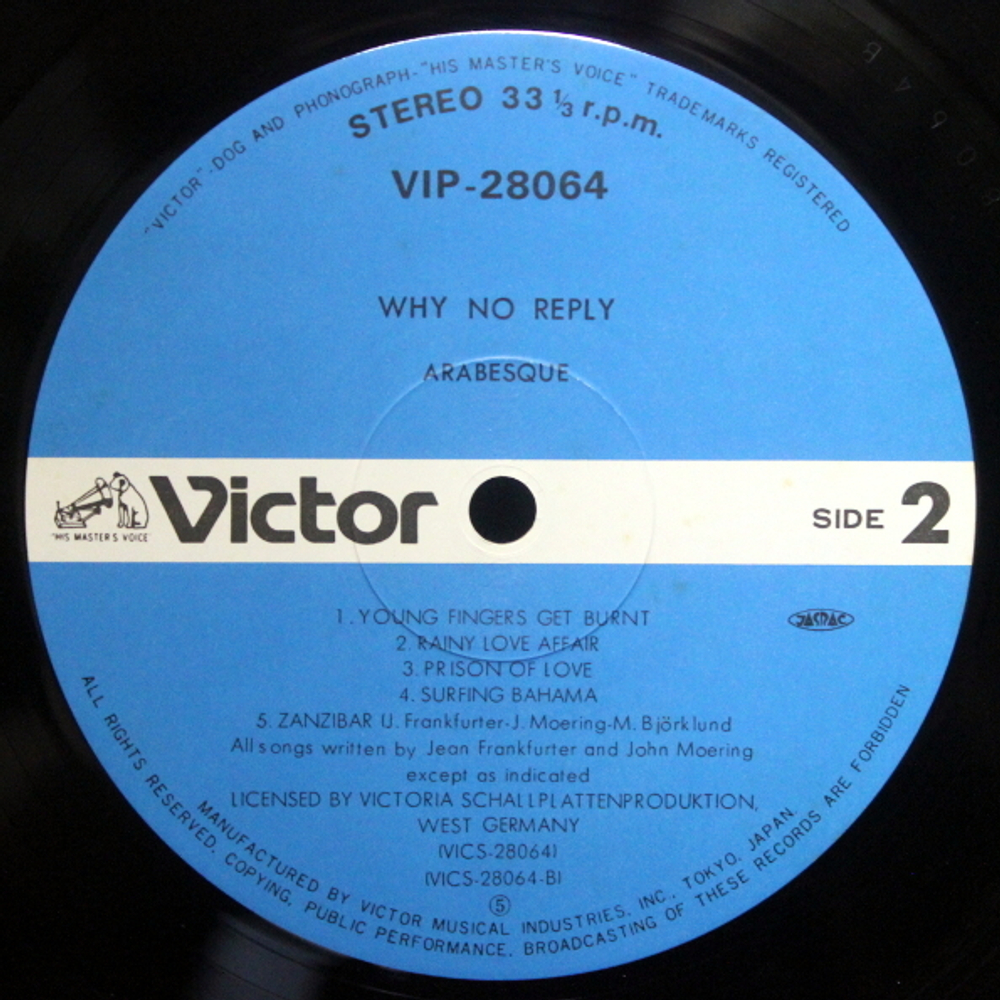 "VICTOR"-DOG AND PHONOGRAPH-"HIS MASTER'S VOICE" TRADEMARKS REGISTERED
STEREO 33 ⅓ r.p.m.
VIP-28064
WHY NO REPLY
ARABESQUE
"HIS MASTER'S VOICE"
Victor
SIDE 2
1. YOUNG FINGERS GET BURNT
JASRAC
2. RAINY LOVE AFFAIR
3. PRISON OF LOVE
4. SURFING BAHAMA
5. ZANZIBAR (J. Frankfurter-J. Moering-M. Björklund
All songs written by Jean Frankfurter and John Moering
except as indicated
LICENSED BY VICTORIA SCHALLPLATTENPRODUKTION,
WEST GERMANY
(VICS-28064)
(VICS-28064-B)
⑤
MANUFACTURED BY VICTOR MUSICAL INDUSTRIES, INC., TOKYO, JAPAN.
ALL RIGHTS RESERVED. COPYING, PUBLIC PERFORMANCE, BROADCASTING OF THESE RECORDS ARE FORBIDDEN